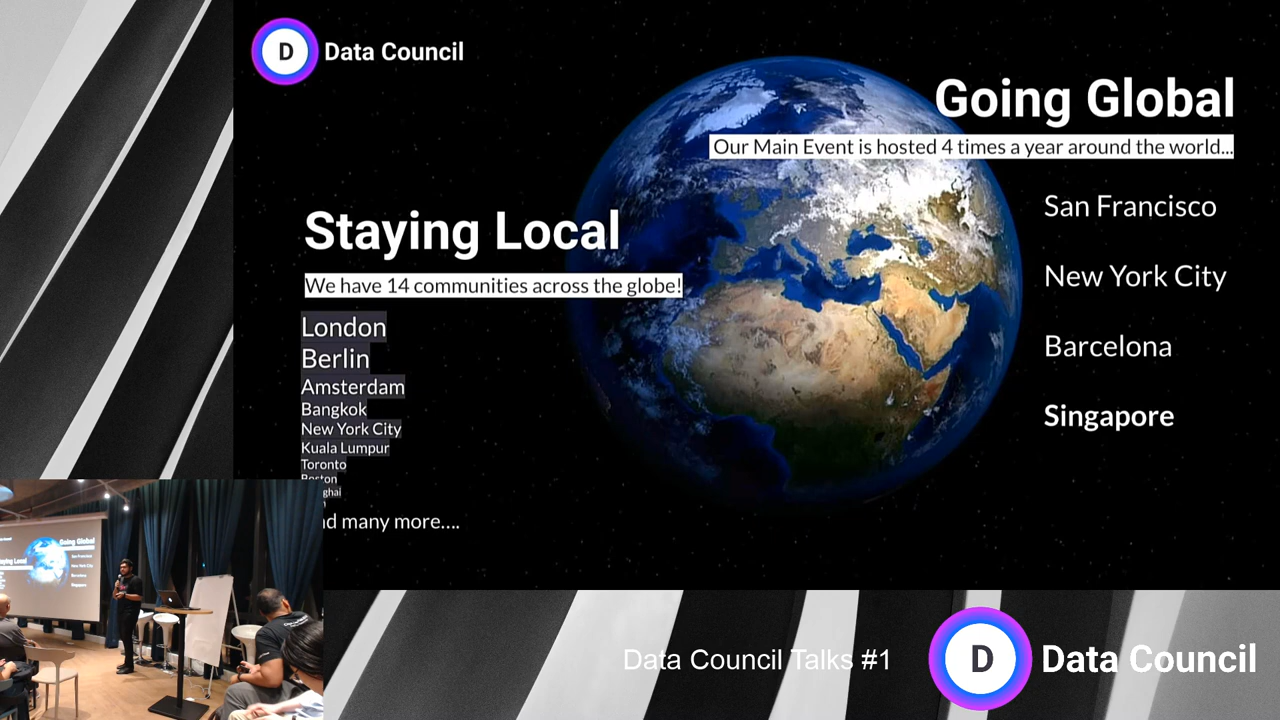 D Data Council
Going Global
Our Main Event is hosted 4 times a year around the world...
San Francisco
New York City
Barcelona
Singapore
Staying Local
We have 14 communities across the globe!
London
Berlin
Amsterdam
Bangkok
New York City
Kuala Lumpur
Toronto
Boston
many more....
Going Global
Data Council Talks #1
D Data Council